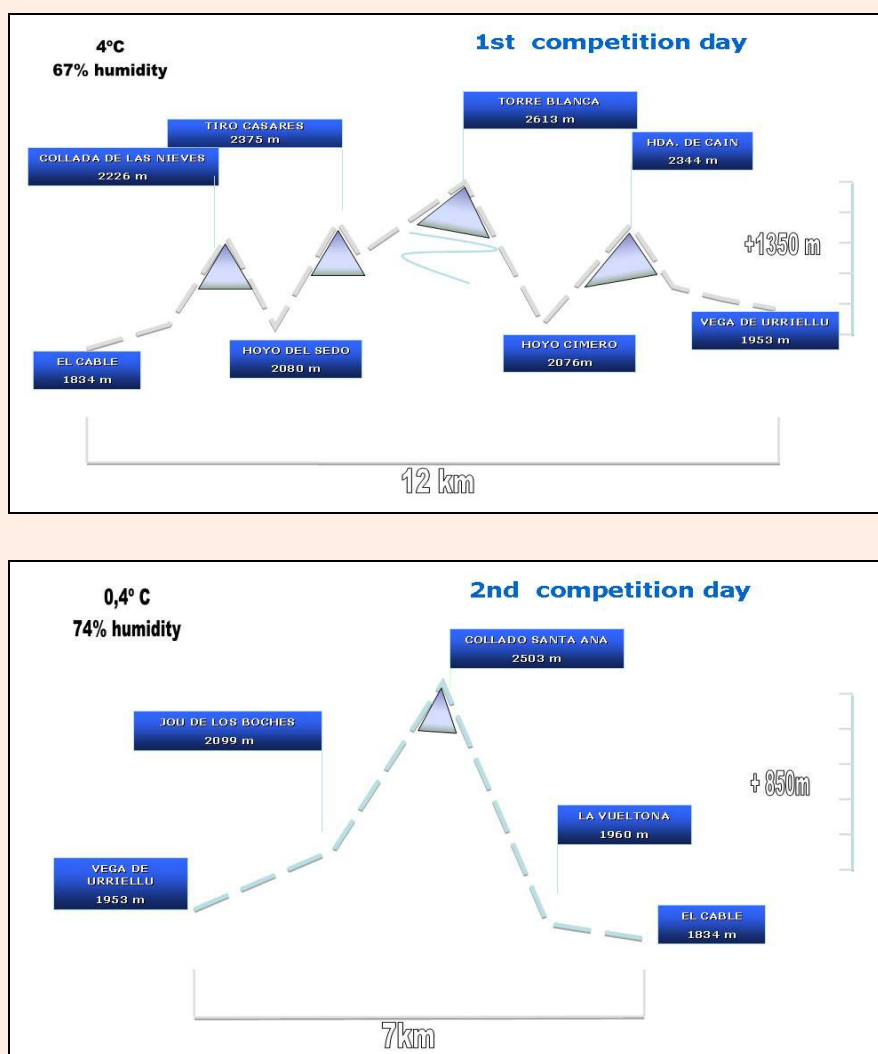 1st competition day
4ºC
67% humidity
TORRE BLANCA
2613 m
TIRO CASARES
2375 m
HDA. DE CAIN
2344 m
COLLADA DE LAS NIEVES
2226 m
+1350 m
VEGA DE URRIELLU
1953 m
HOYO DEL SEDO
2080 m
HOYO CIMERO
2076m
EL CABLE
1834 m
12 km
2nd competition day
0,4º C
74% humidity
COLLADO SANTA ANA
2503 m
JOU DE LOS BOCHES
2099 m
+ 850m
LA VUELTONA
1960 m
VEGA DE
URRIELLU
1953 m
EL CABLE
1834 m
7km